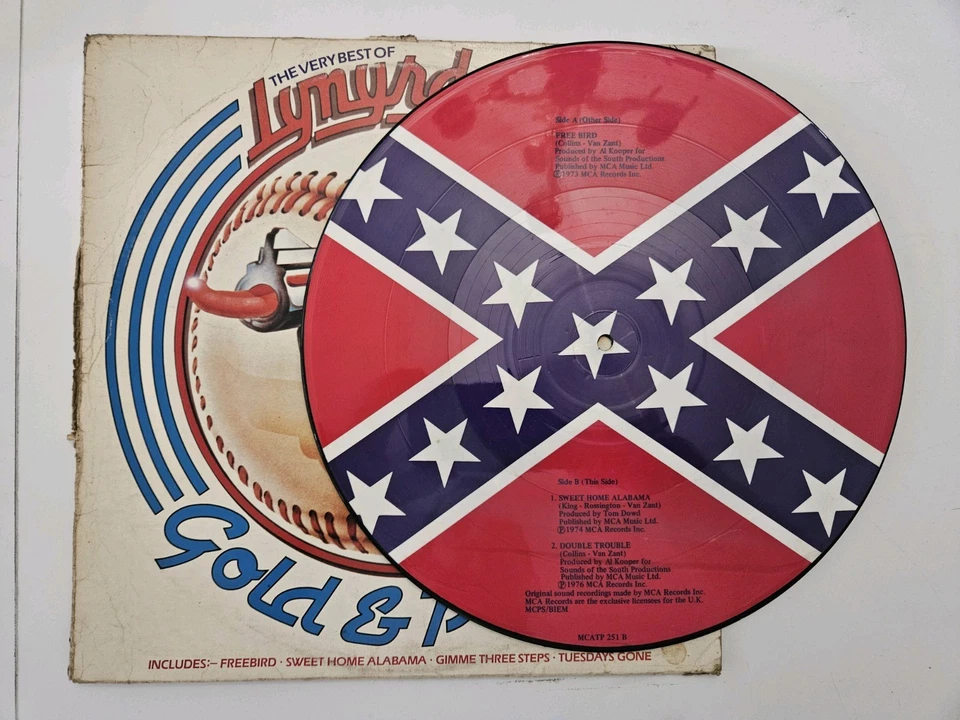 THE VERY BEST OF
Lynyrd
Gold & P
INCLUDES:- FREEBIRD · SWEET HOME ALABAMA · GIMME THREE STEPS · TUESDAYS GONE
Side A (Other Side)
FREE BIRD
(Collins - Van Zant)
Produced by Al Kooper for
Sounds of the South Productions
Published by MCA Music Ltd.
Ⓟ1973 MCA Records Inc.
Side B (This Side)
1. SWEET HOME ALABAMA
(King - Rossington - Van Zant)
Produced by Tom Dowd
Published by MCA Music Ltd.
Ⓟ1974 MCA Records Inc.
2. DOUBLE TROUBLE
(Collins - Van Zant)
Produced by Al Kooper for
Sounds of the South Productions
Published by MCA Music Ltd.
Ⓟ1976 MCA Records Inc.
Original sound recordings made by MCA Records Inc.
MCA Records are the exclusive licensees for the U.K.
MCPS/BIEM
MCATP 251 B